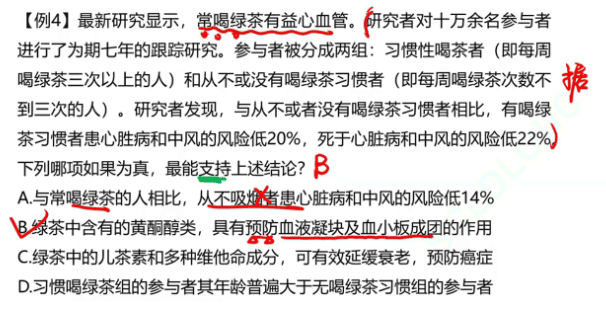 【例4】最新研究显示，常喝绿茶有益心血管。研究者对十万余名参与者
进行了为期七年的跟踪研究。参与者被分成两组：习惯性喝茶者（即每周
喝绿茶三次以上的人）和从不或没有喝绿茶习惯者（即每周喝绿茶次数不
到三次的人）。研究者发现，与从不或者没有喝绿茶习惯者相比，有喝绿
茶习惯者患心脏病和中风的风险低20%，死于心脏病和中风的风险低22%。
据
下列哪项如果为真，最能支持上述结论？B
A.与常喝绿茶的人相比，从不吸烟者患心脏病和中风的风险低14%
B.绿茶中含有的黄酮醇类，具有预防血液凝块及血小板成团的作用
C.绿茶中的儿茶素和多种维他命成分，可有效延缓衰老，预防癌症
D.习惯喝绿茶组的参与者其年龄普遍大于无喝绿茶习惯组的参与者